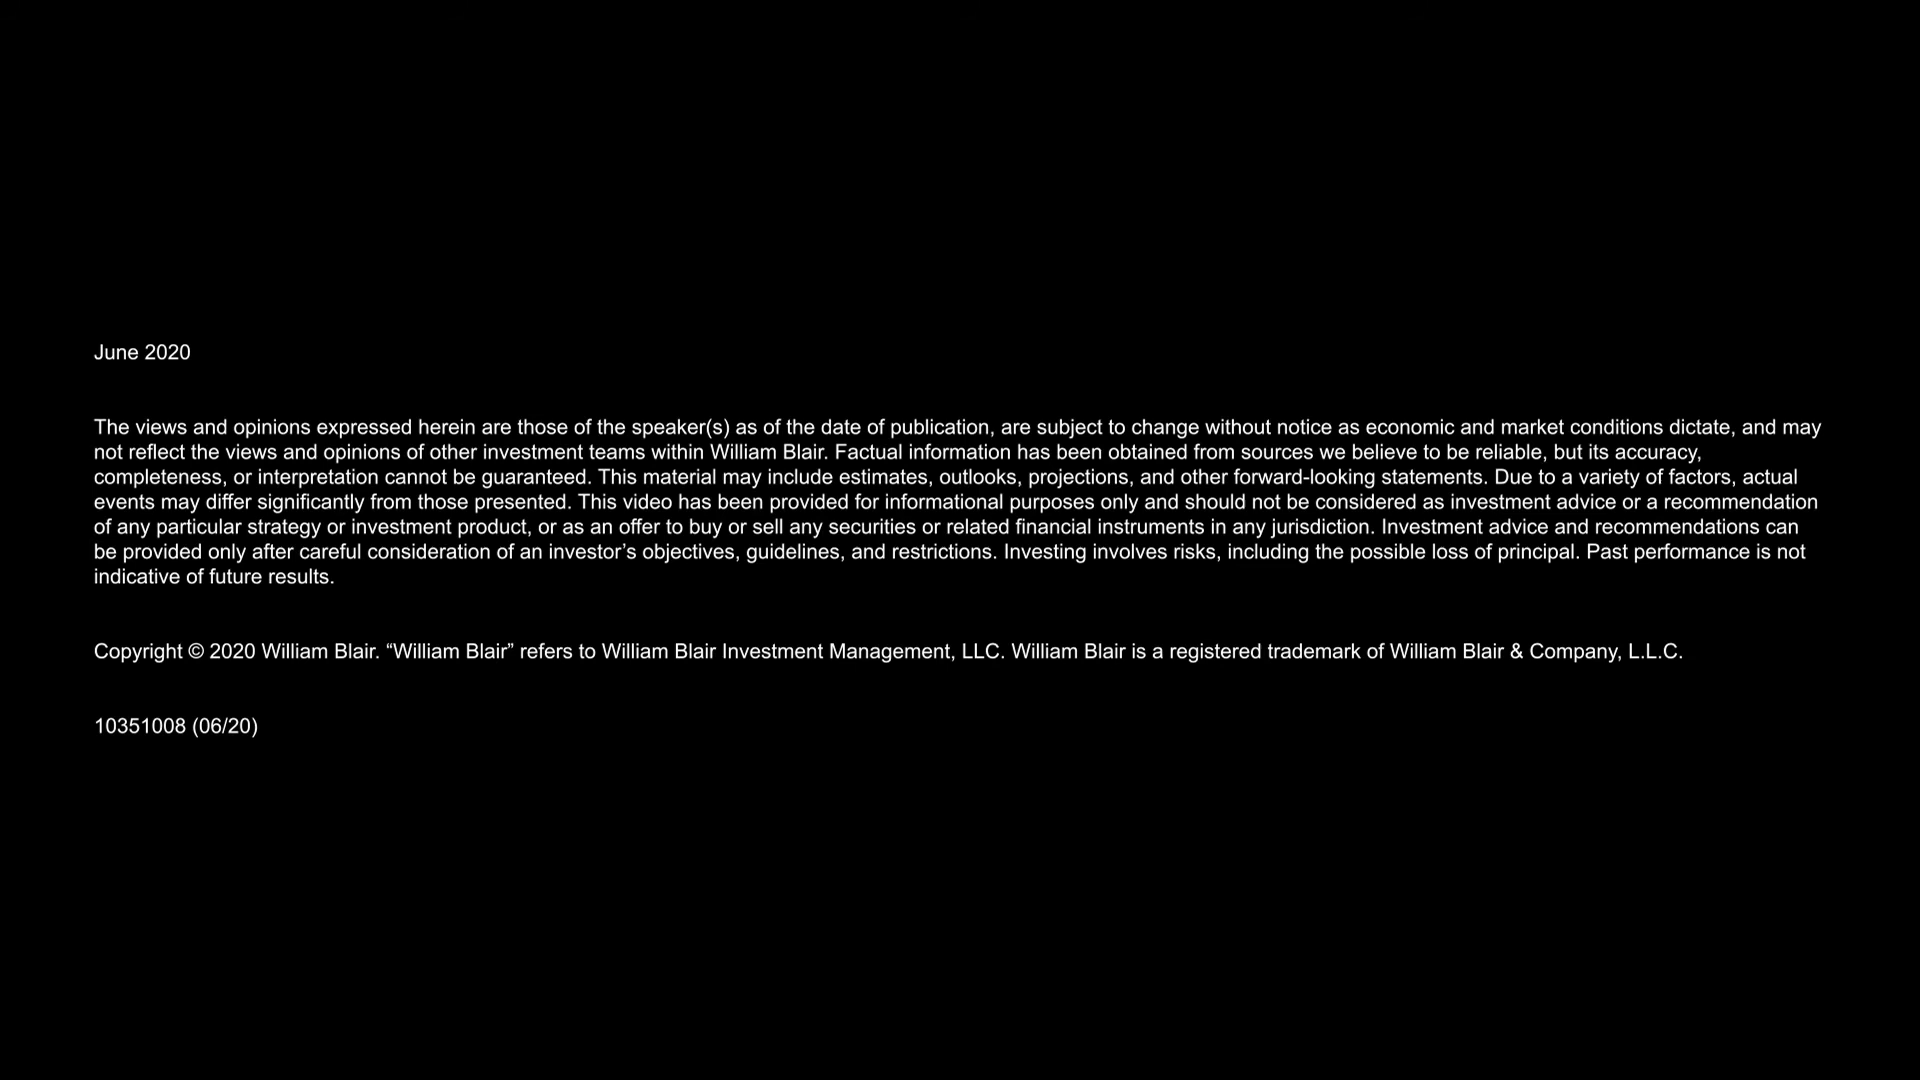 June 2020
The views and opinions expressed herein are those of the speaker(s) as of the date of publication, are subject to change without notice as economic and market conditions dictate, and may
not reflect the views and opinions of other investment teams within William Blair. Factual information has been obtained from sources we believe to be reliable, but its accuracy,
completeness, or interpretation cannot be guaranteed. This material may include estimates, outlooks, projections, and other forward-looking statements. Due to a variety of factors, actual
events may differ significantly from those presented. This video has been provided for informational purposes only and should not be considered as investment advice or a recommendation
of any particular strategy or investment product, or as an offer to buy or sell any securities or related financial instruments in any jurisdiction. Investment advice and recommendations can
be provided only after careful consideration of an investor’s objectives, guidelines, and restrictions. Investing involves risks, including the possible loss of principal. Past performance is not
indicative of future results.
Copyright © 2020 William Blair. “William Blair” refers to William Blair Investment Management, LLC. William Blair is a registered trademark of William Blair & Company, L.L.C.
10351008 (06/20)